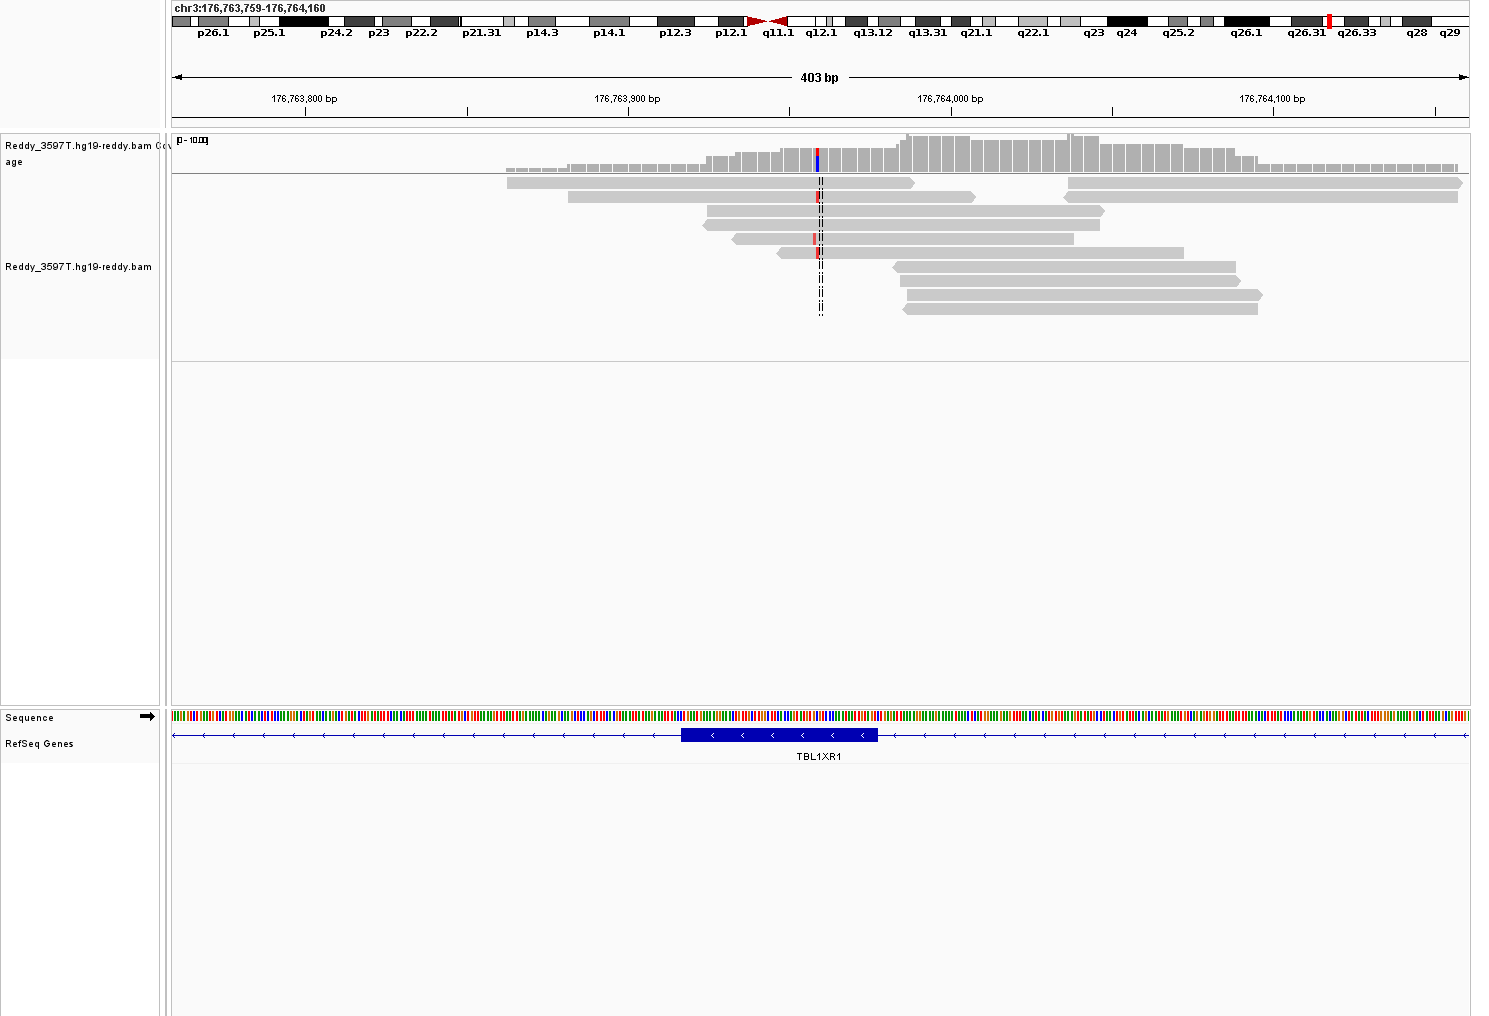 chr3:176,763,759-176,764,160
p26.1 p25.1 p24.2 p23 p22.2 p21.31 p14.3 p14.1 p12.3 p12.1 q11.1 q12.1 q13.12 q13.31 q21.1 q22.1 q23 q24 q25.2 q26.1 q26.31 q26.33 q28 q29
403 bp
176,763,800 bp 176,763,900 bp 176,764,000 bp 176,764,100 bp
Reddy_3597T.hg19-reddy.bam Cov
age
[0 - 10.00]
Reddy_3597T.hg19-reddy.bam
Sequence
RefSeq Genes
TBL1XR1